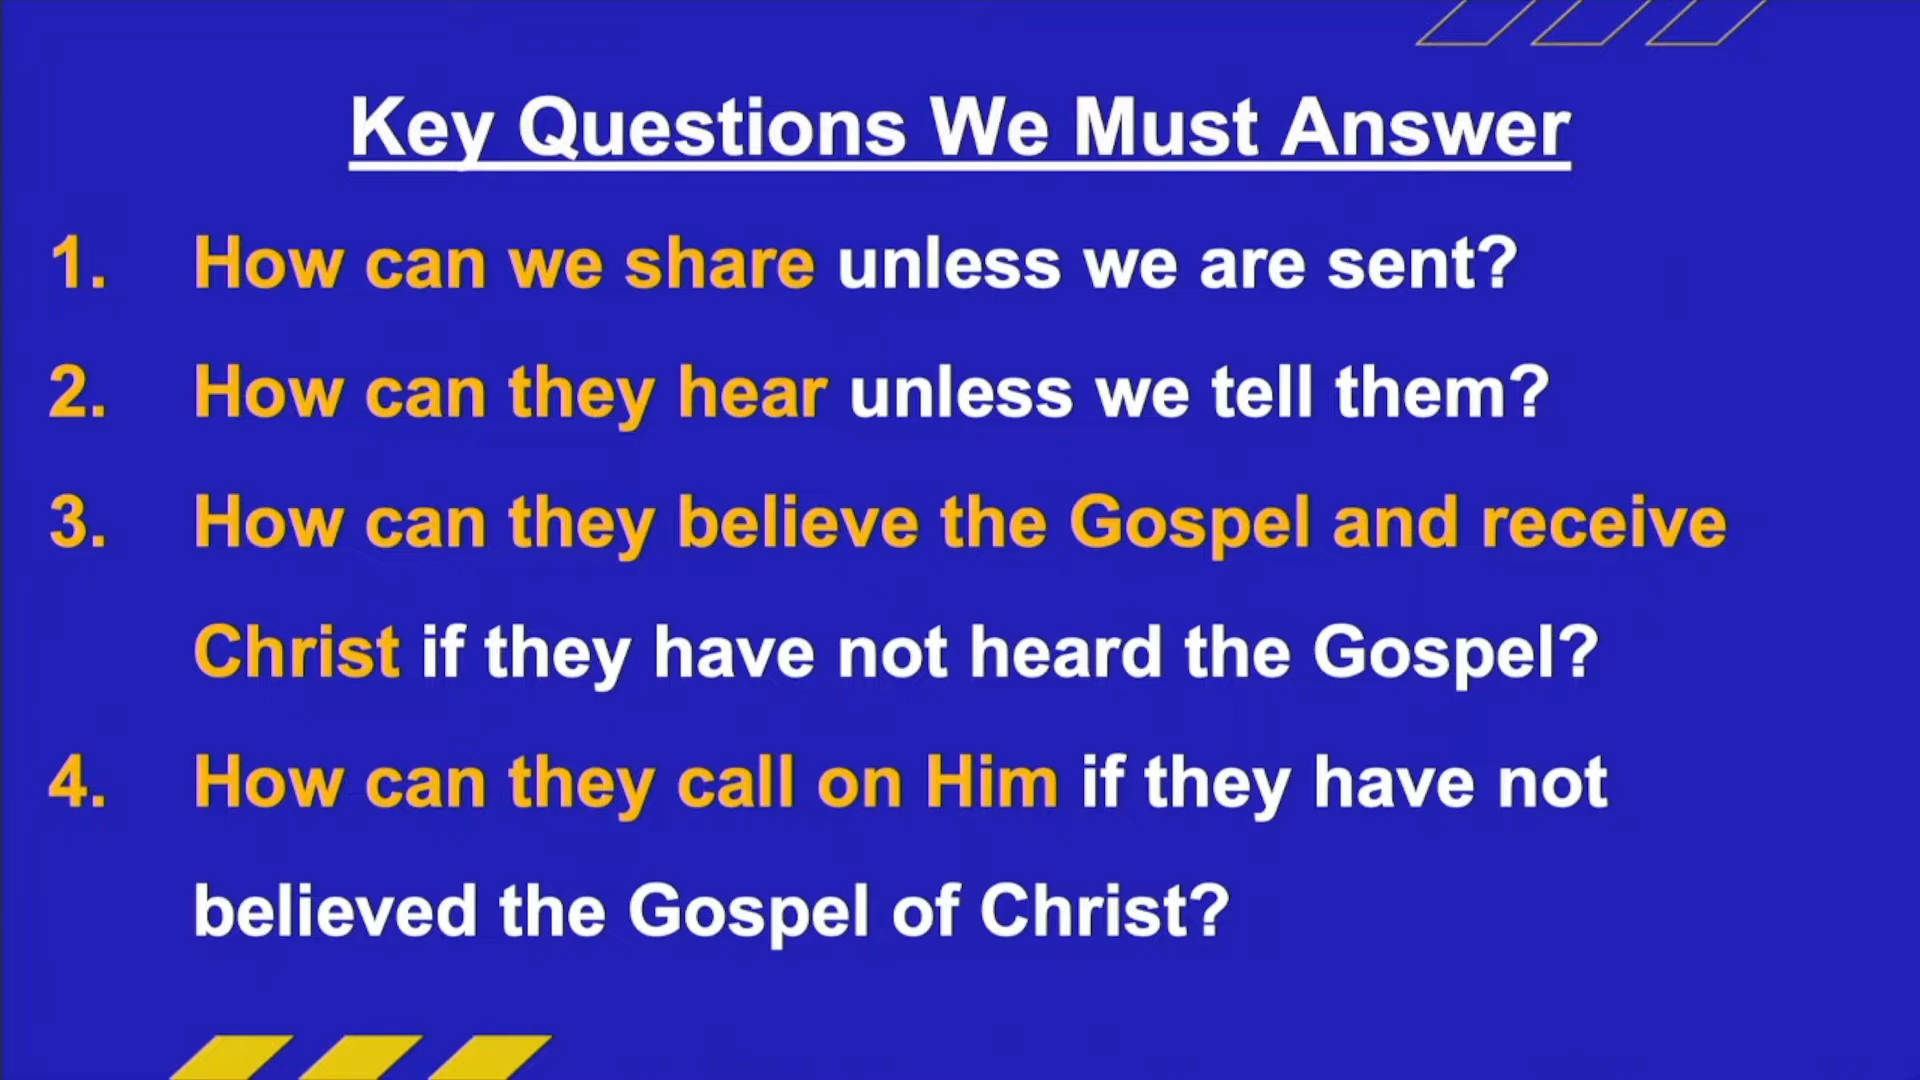 Key Questions We Must Answer
1. How can we share unless we are sent?
2. How can they hear unless we tell them?
3. How can they believe the Gospel and receive
Christ if they have not heard the Gospel?
4. How can they call on Him if they have not
believed the Gospel of Christ?